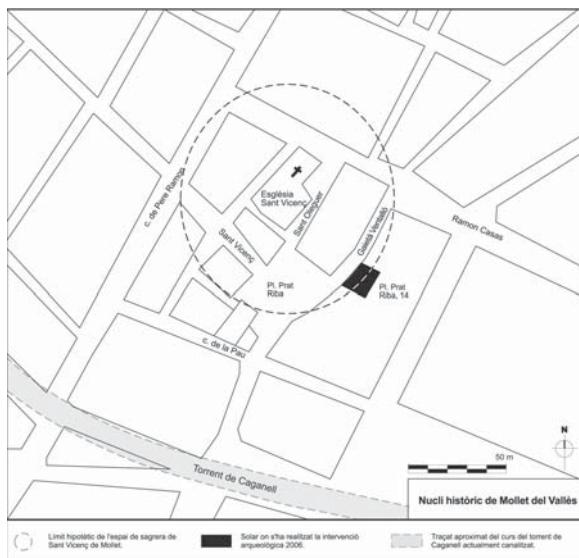 c. de Pere Ramon
Església
Sant Vicenç
Sant Oleguer
Gaietà Ventalló
Ramon Casas
Sant Vicenç
Pl. Prat
Riba
Pl. Prat
Riba, 14
c. de la Pau
Torrent de Caganell
N
50 m
Nucli històric de Mollet del Vallès
Límit hipotètic de l'espai de sagrera de
Sant Vicenç de Mollet.
Solar on s'ha realitzat la intervenció
arqueològica 2006.
Traçat aproximat del curs del torrent de
Caganell actualment canalitzat.